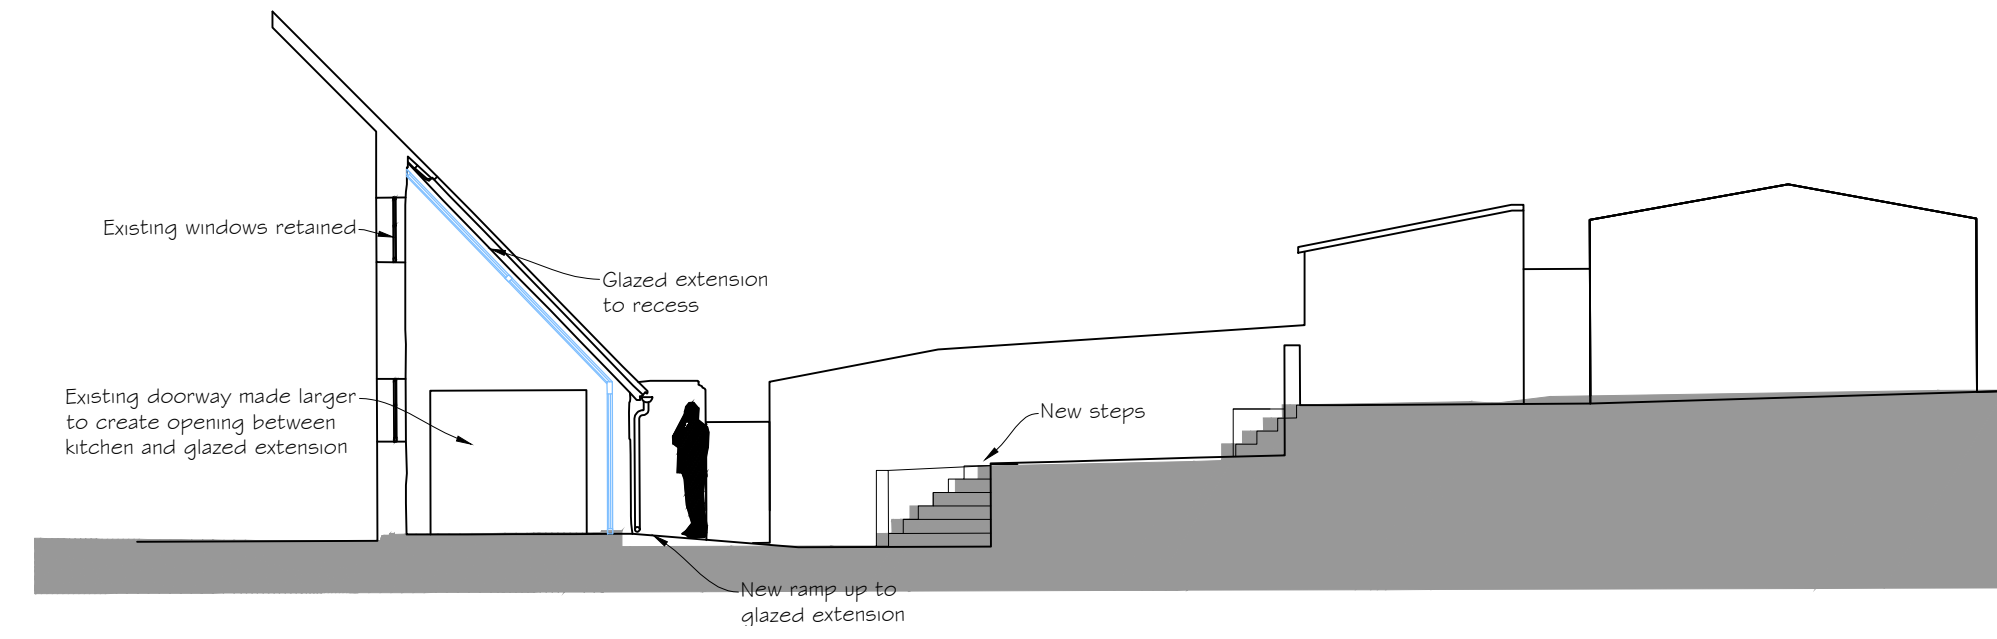 Existing windows retained
Glazed extension
to recess
Existing doorway made larger
to create opening between
kitchen and glazed extension
New steps
New ramp up to
glazed extension